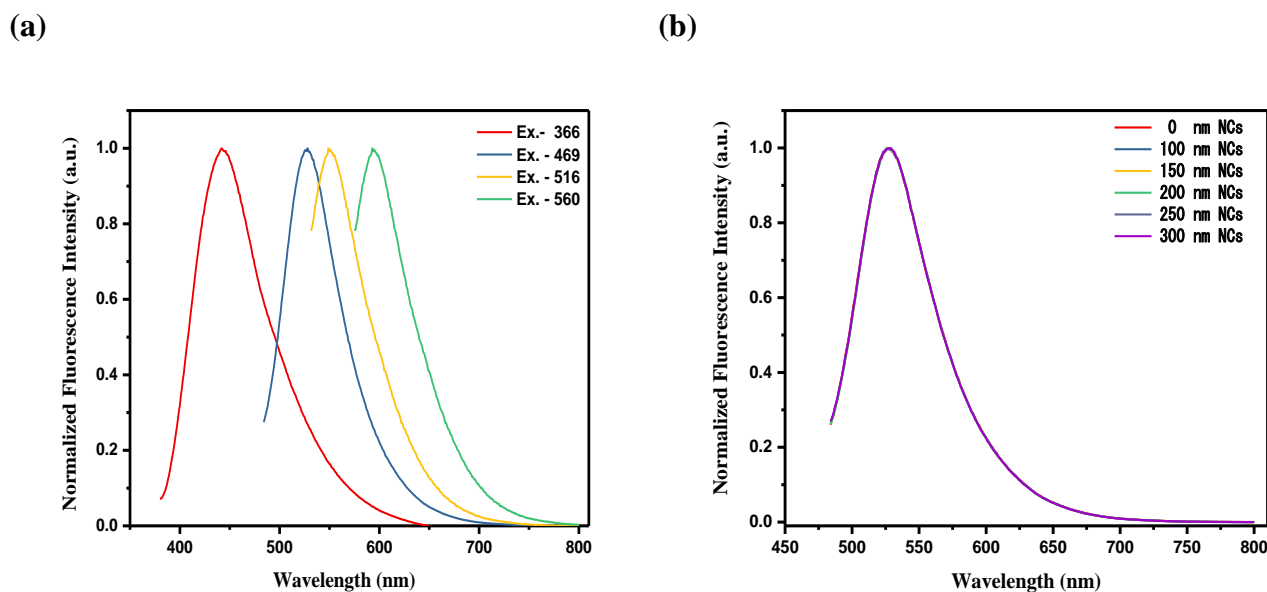 (a)
Normalized Fluorescence Intensity (a.u.)
1.0
0.8
0.6
0.4
0.2
0.0
400 500 600 700 800
Wavelength (nm)
Ex.- 366
Ex. - 469
Ex. - 516
Ex. - 560
(b)
Normalized Fluorescence Intensity (a.u.)
1.0
0.8
0.6
0.4
0.2
0.0
450 500 550 600 650 700 750 800
Wavelength (nm)
0 nm NCs
100 nm NCs
150 nm NCs
200 nm NCs
250 nm NCs
300 nm NCs